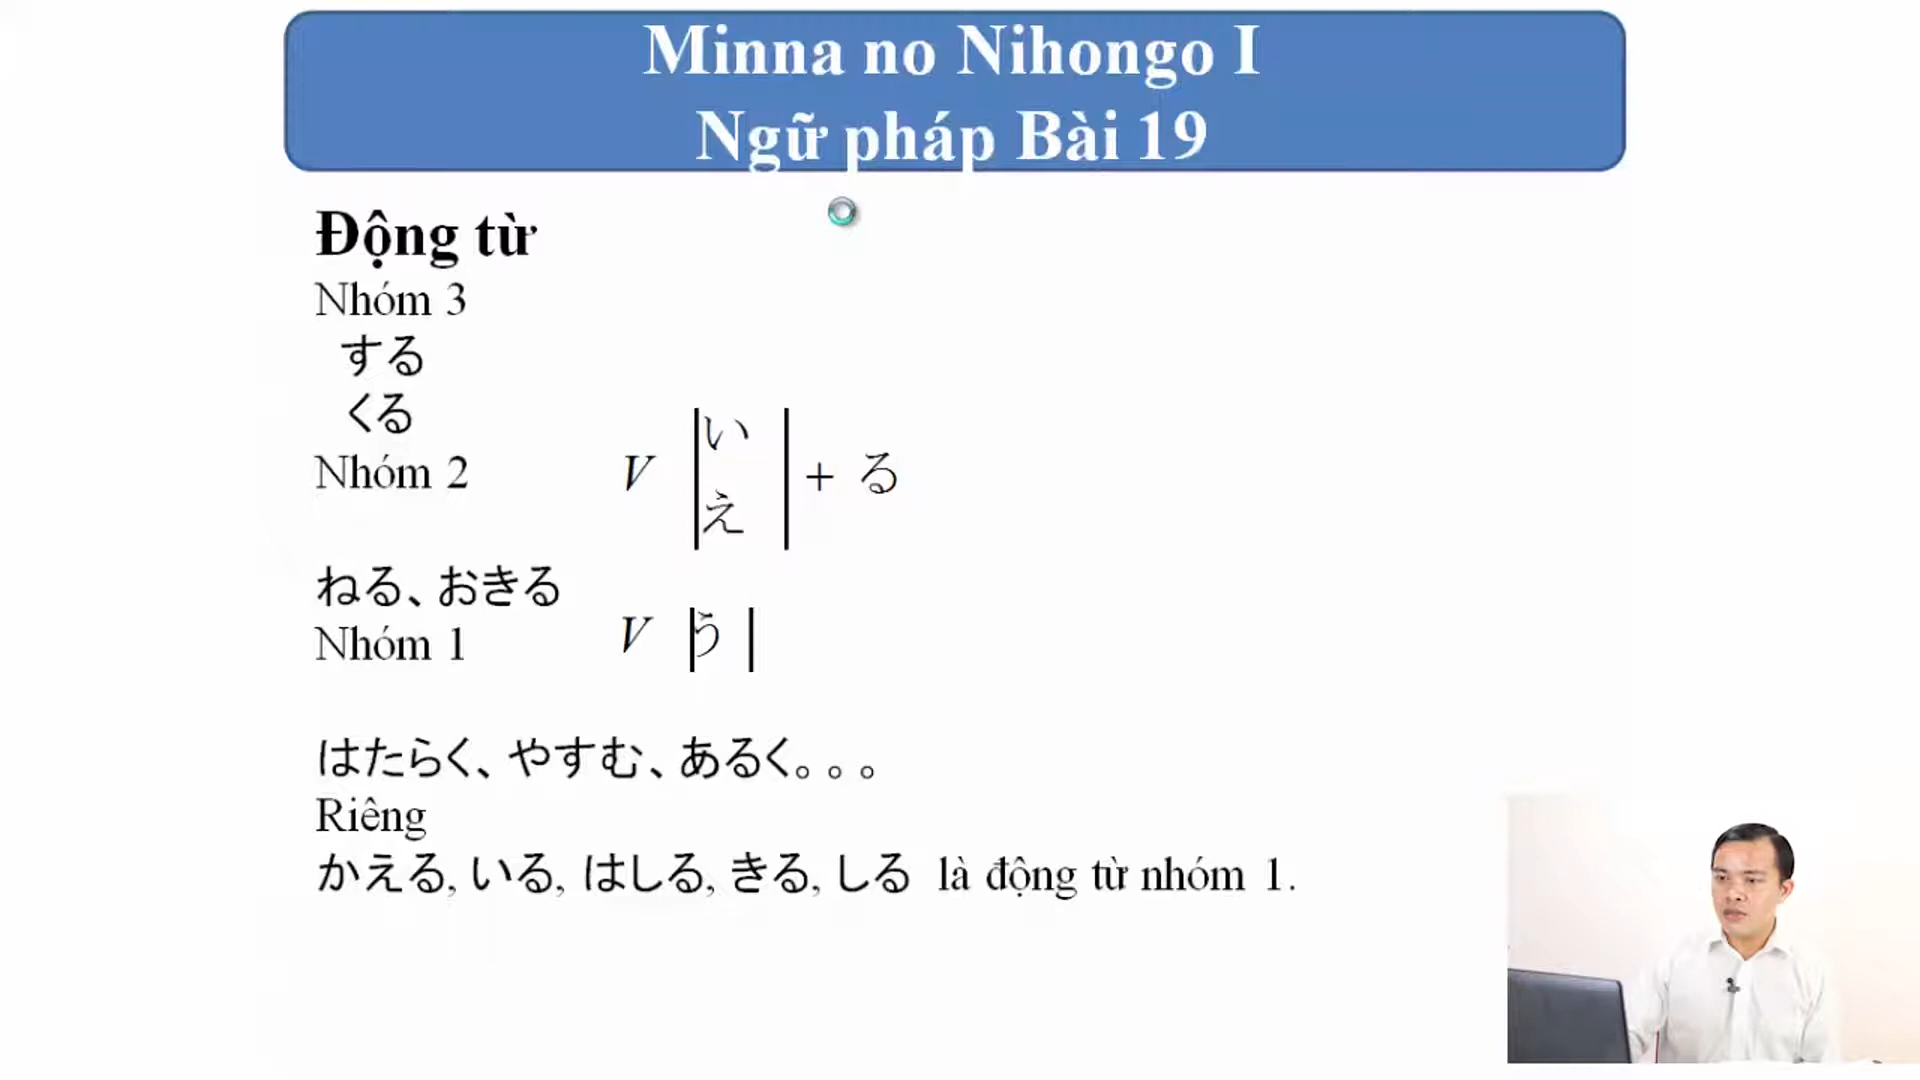 Minna no Nihongo I
Ngữ pháp Bài 19
Động từ
Nhóm 3
する
くる
Nhóm 2 V |い え| + る
ねる、おきる
Nhóm 1 V |う|
はたらく、やすむ、あるく。。。
Riêng
かえる, いる, はしる, きる, しる là động từ nhóm 1.